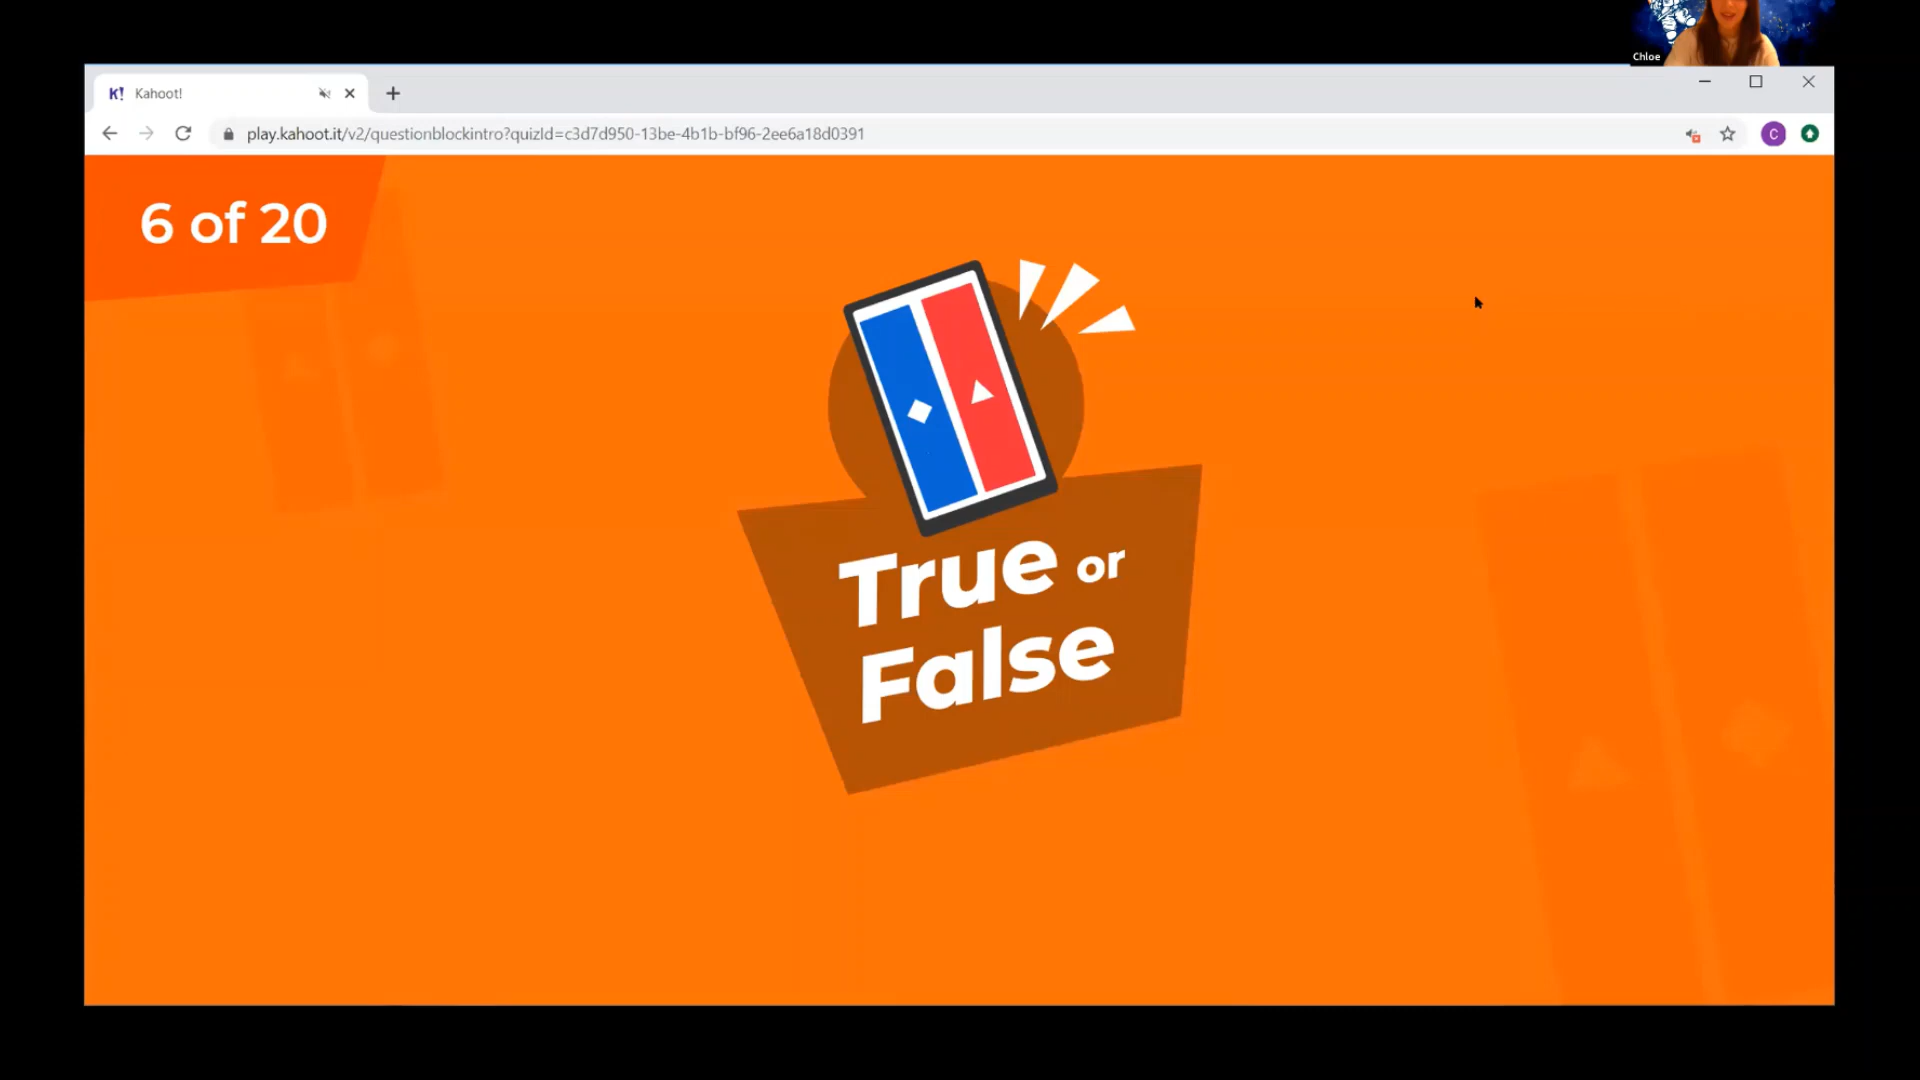 Chloe
K! Kahoot!
play.kahoot.it/v2/questionblockintro?quizId=c3d7d950-13be-4b1b-bf96-2ee6a18d0391
C
6 of 20
True or
False